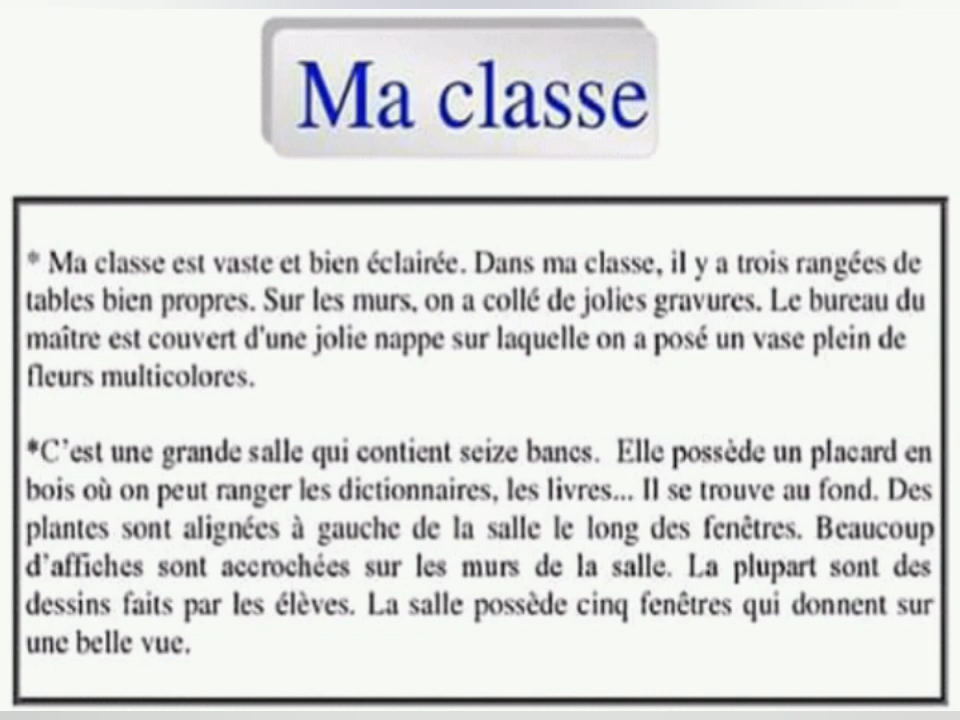 Ma classe
* Ma classe est vaste et bien éclairée. Dans ma classe, il y a trois rangées de
tables bien propres. Sur les murs, on a collé de jolies gravures. Le bureau du
maître est couvert d'une jolie nappe sur laquelle on a posé un vase plein de
fleurs multicolores.
*C'est une grande salle qui contient seize bancs. Elle possède un placard en
bois où on peut ranger les dictionnaires, les livres... Il se trouve au fond. Des
plantes sont alignées à gauche de la salle le long des fenêtres. Beaucoup
d'affiches sont accrochées sur les murs de la salle. La plupart sont des
dessins faits par les élèves. La salle possède cinq fenêtres qui donnent sur
une belle vue.